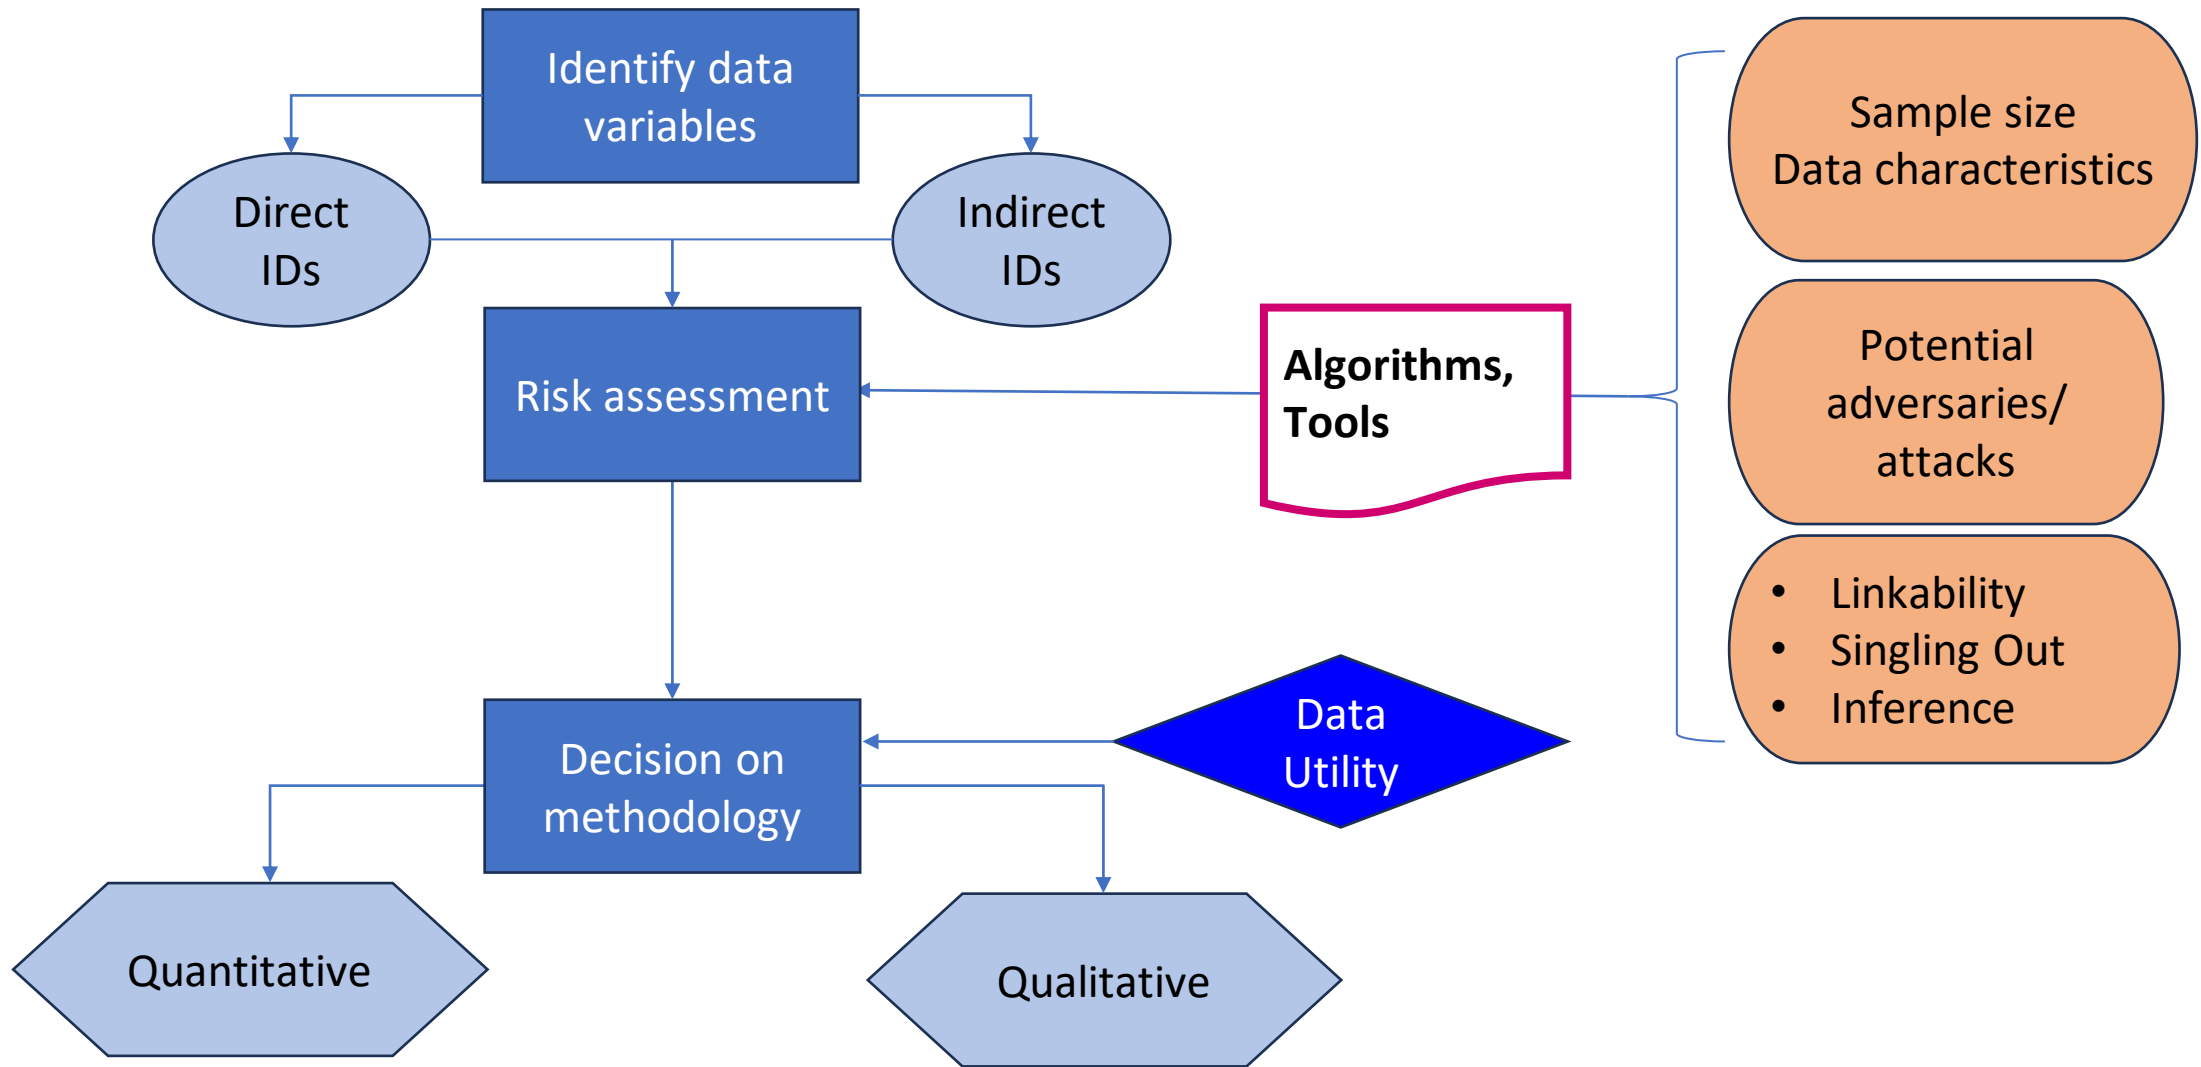 Identify data
variables
Direct
IDs
Indirect
IDs
Risk assessment
Algorithms,
Tools
Sample size
Data characteristics
Potential
adversaries/
attacks
• Linkability
• Singling Out
• Inference
Data
Utility
Decision on
methodology
Quantitative
Qualitative